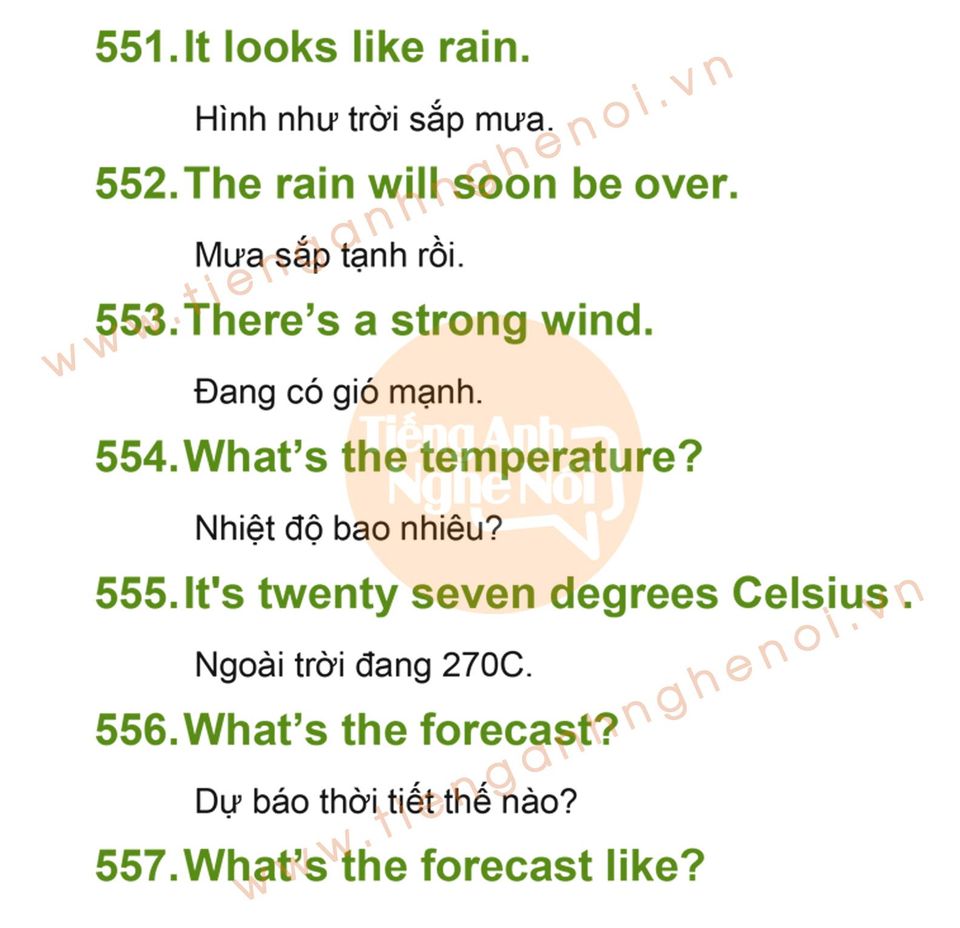 551. It looks like rain.
Hình như trời sắp mưa.
552. The rain will soon be over.
Mưa sắp tạnh rồi.
553. There’s a strong wind.
Đang có gió mạnh.
Tiếng Anh
554. What’s the temperature?
Nghe Nói
Nhiệt độ bao nhiêu?
555. It's twenty seven degrees Celsius .
Ngoài trời đang 270C.
556. What’s the forecast?
Dự báo thời tiết thế nào?
557. What’s the forecast like?
www.tienganhnghenoi.vn
www.tienganhnghenoi.vn